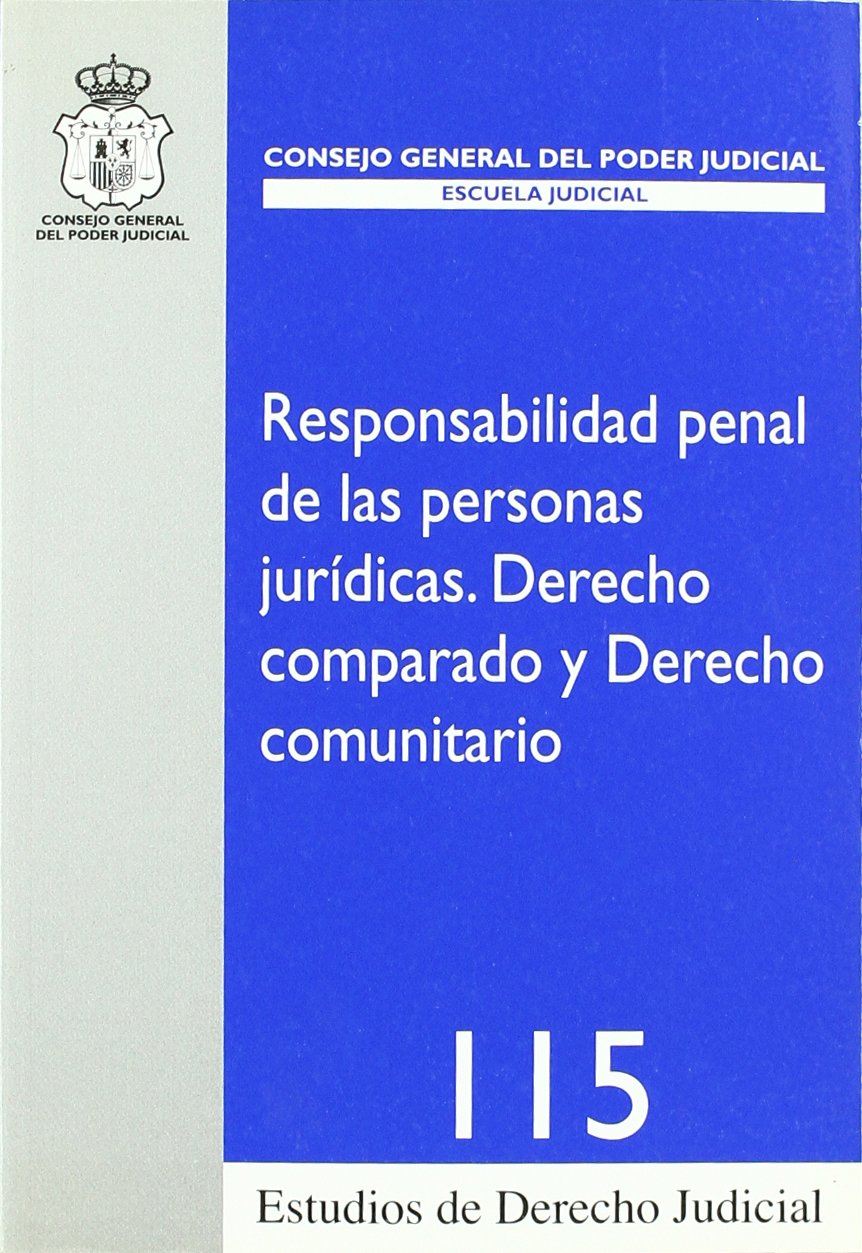 CONSEJO GENERAL
DEL PODER JUDICIAL
CONSEJO GENERAL DEL PODER JUDICIAL
ESCUELA JUDICIAL
Responsabilidad penal
de las personas
jurídicas. Derecho
comparado y Derecho
comunitario
115
Estudios de Derecho Judicial